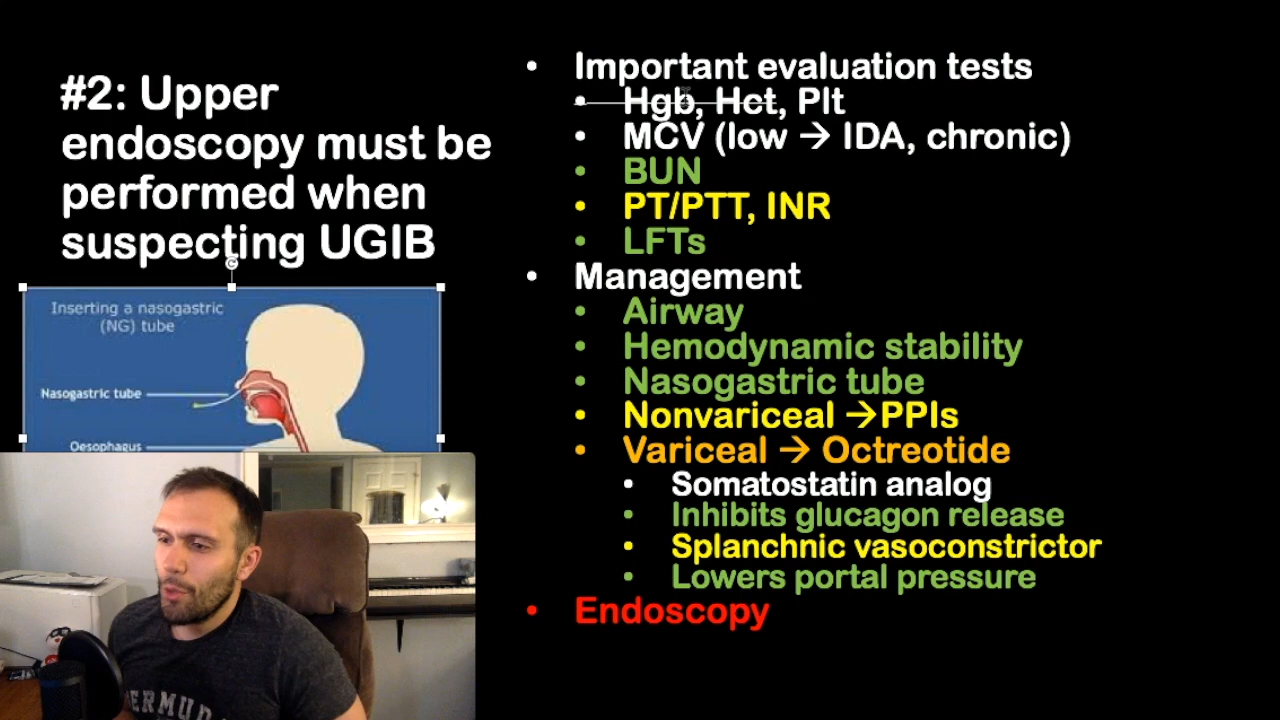 #2: Upper
endoscopy must be
performed when
suspecting UGIB
Inserting a nasogastric
(NG) tube
Nasogastric tube
Oesophagus
• Important evaluation tests
• Hgb, Hct, Plt
• MCV (low → IDA, chronic)
• BUN
• PT/PTT, INR
• LFTs
• Management
• Airway
• Hemodynamic stability
• Nasogastric tube
• Nonvariceal →PPIs
• Variceal → Octreotide
• Somatostatin analog
• Inhibits glucagon release
• Splanchnic vasoconstrictor
• Lowers portal pressure
• Endoscopy